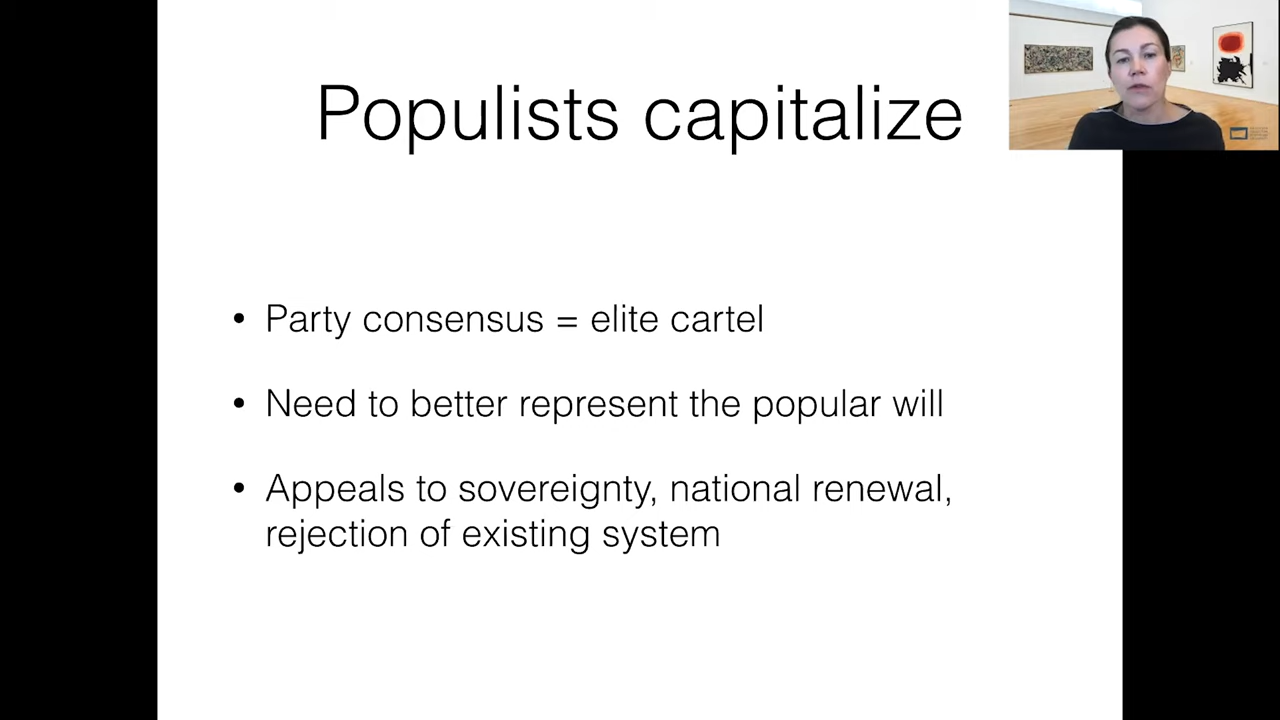 Populists capitalize
• Party consensus = elite cartel
• Need to better represent the popular will
• Appeals to sovereignty, national renewal,
rejection of existing system